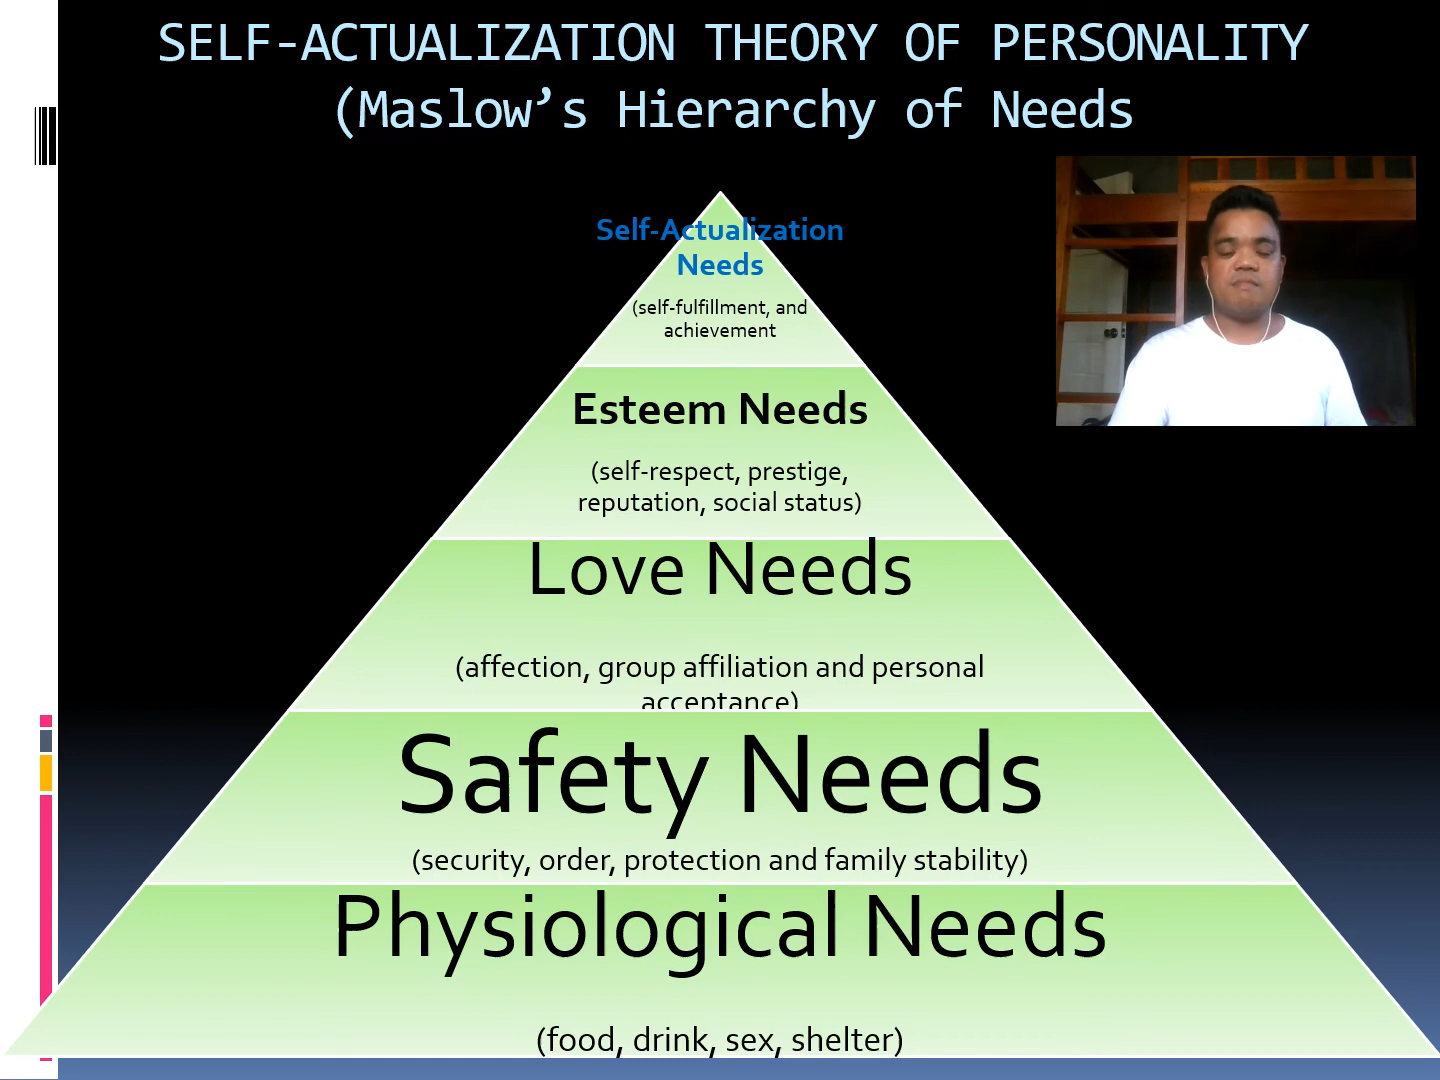 SELF-ACTUALIZATION THEORY OF PERSONALITY
(Maslow’s Hierarchy of Needs
Self-Actualization
Needs
(self-fulfillment, and
achievement
Esteem Needs
(self-respect, prestige,
reputation, social status)
Love Needs
(affection, group affiliation and personal
acceptance)
Safety Needs
(security, order, protection and family stability)
Physiological Needs
(food, drink, sex, shelter)